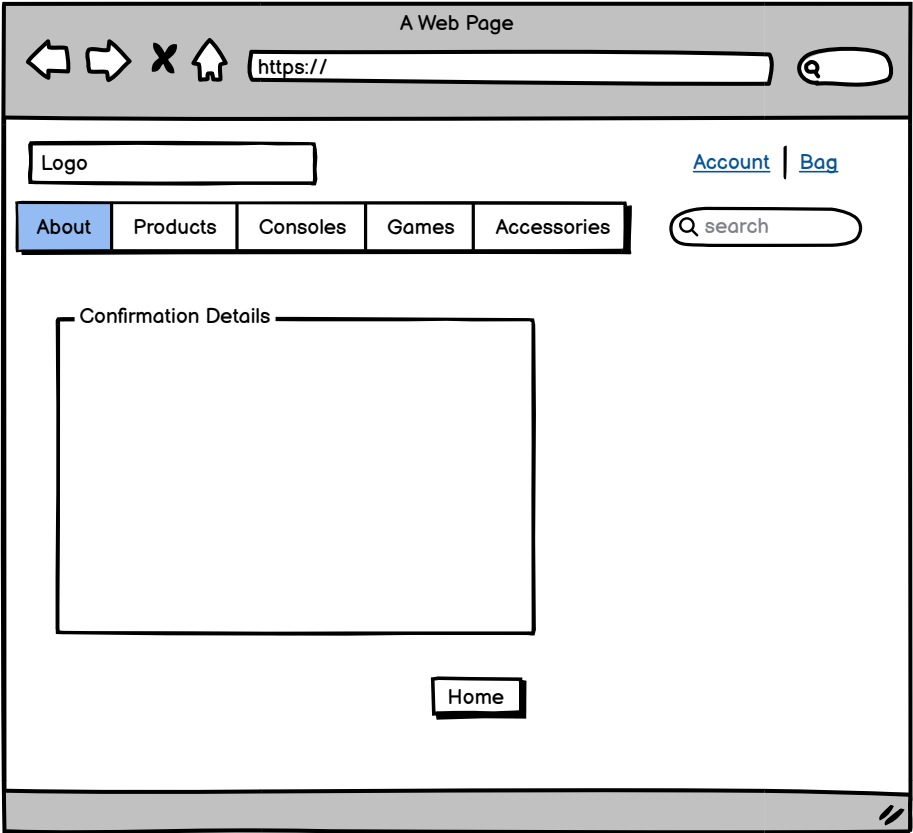 A Web Page
https://
Logo
Account Bag
About Products Consoles Games Accessories
search
Confirmation Details
Home